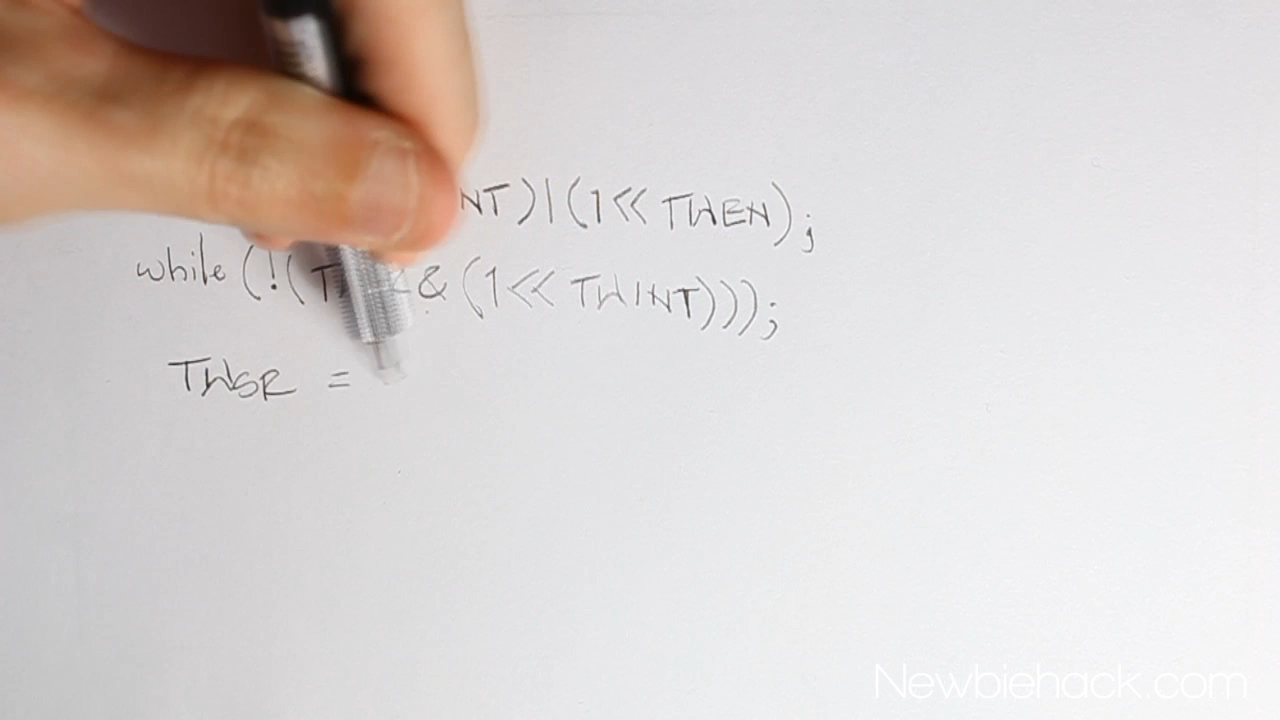 NT)|(1<<TWEN);
while(!( & (1<<TWINT)));
TWSR =
Newbiehack.com